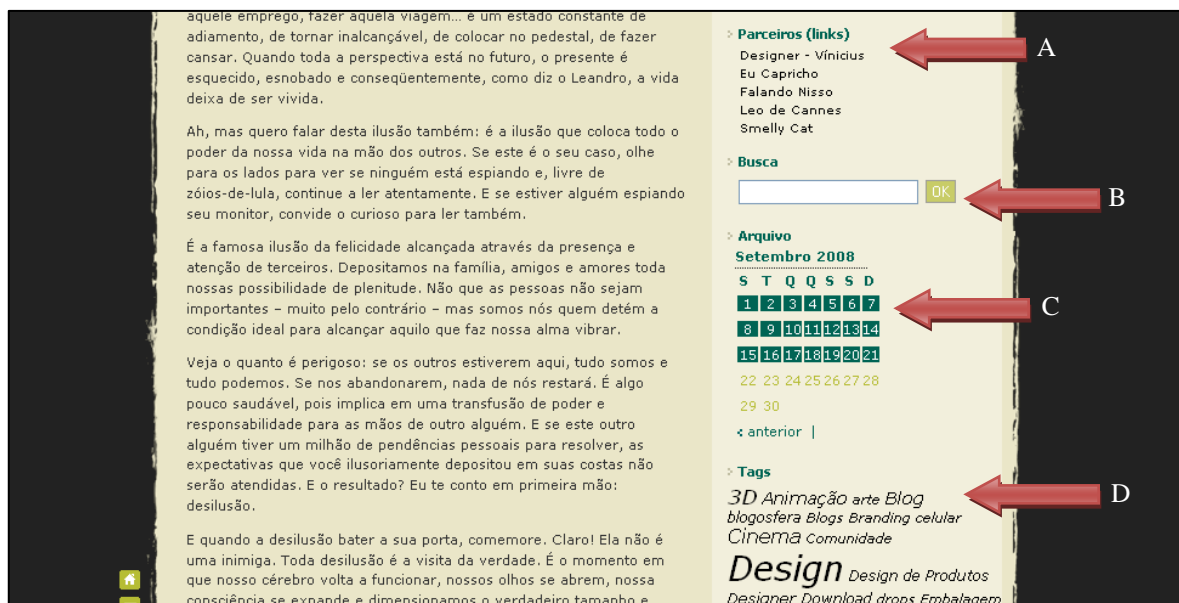 aquele emprego, fazer aquela viagem... é um estado constante de
adiamento, de tornar inalcançável, de colocar no pedestal, de fazer
cansar. Quando toda a perspectiva está no futuro, o presente é
esquecido, esnobado e conseqüentemente, como diz o Leandro, a vida
deixa de ser vivida.
Ah, mas quero falar desta ilusão também: é a ilusão que coloca todo o
poder da nossa vida na mão dos outros. Se este é o seu caso, olhe
para os lados para ver se ninguém está espiando e, livre de
zóios-de-lula, continue a ler atentamente. E se estiver alguém espiando
seu monitor, convide o curioso para ler também.
É a famosa ilusão da felicidade alcançada através da presença e
atenção de terceiros. Depositamos na família, amigos e amores toda
nossas possibilidade de plenitude. Não que as pessoas não sejam
importantes – muito pelo contrário – mas somos nós quem detém a
condição ideal para alcançar aquilo que faz nossa alma vibrar.
Veja o quanto é perigoso: se os outros estiverem aqui, tudo somos e
tudo podemos. Se nos abandonarem, nada de nós restará. É algo
pouco saudável, pois implica em uma transfusão de poder e
responsabilidade para as mãos de outro alguém. E se este outro
alguém tiver um milhão de pendências pessoais para resolver, as
expectativas que você ilusoriamente depositou em suas costas não
serão atendidas. E o resultado? Eu te conto em primeira mão:
desilusão.
E quando a desilusão bater a sua porta, comemore. Claro! Ela não é
uma inimiga. Toda desilusão é a visita da verdade. É o momento em
que nosso cérebro volta a funcionar, nossos olhos se abrem, nossa
consciência se expande e dimensionamos o verdadeiro tamanho e
Parceiros (links)
A
Designer - Vínicius
Eu Capricho
Falando Nisso
Leo de Cannes
Smelly Cat
Busca
OK
B
Arquivo
Setembro 2008
S T Q Q S S D
1 2 3 4 5 6 7
C
8 9 10 11 12 13 14
15 16 17 18 19 20 21
22 23 24 25 26 27 28
29 30
< anterior |
Tags
3D Animação arte Blog
D
blogosfera Blogs Branding celular
Cinema Comunidade
Design Design de Produtos
Designer Download drops Embalagem